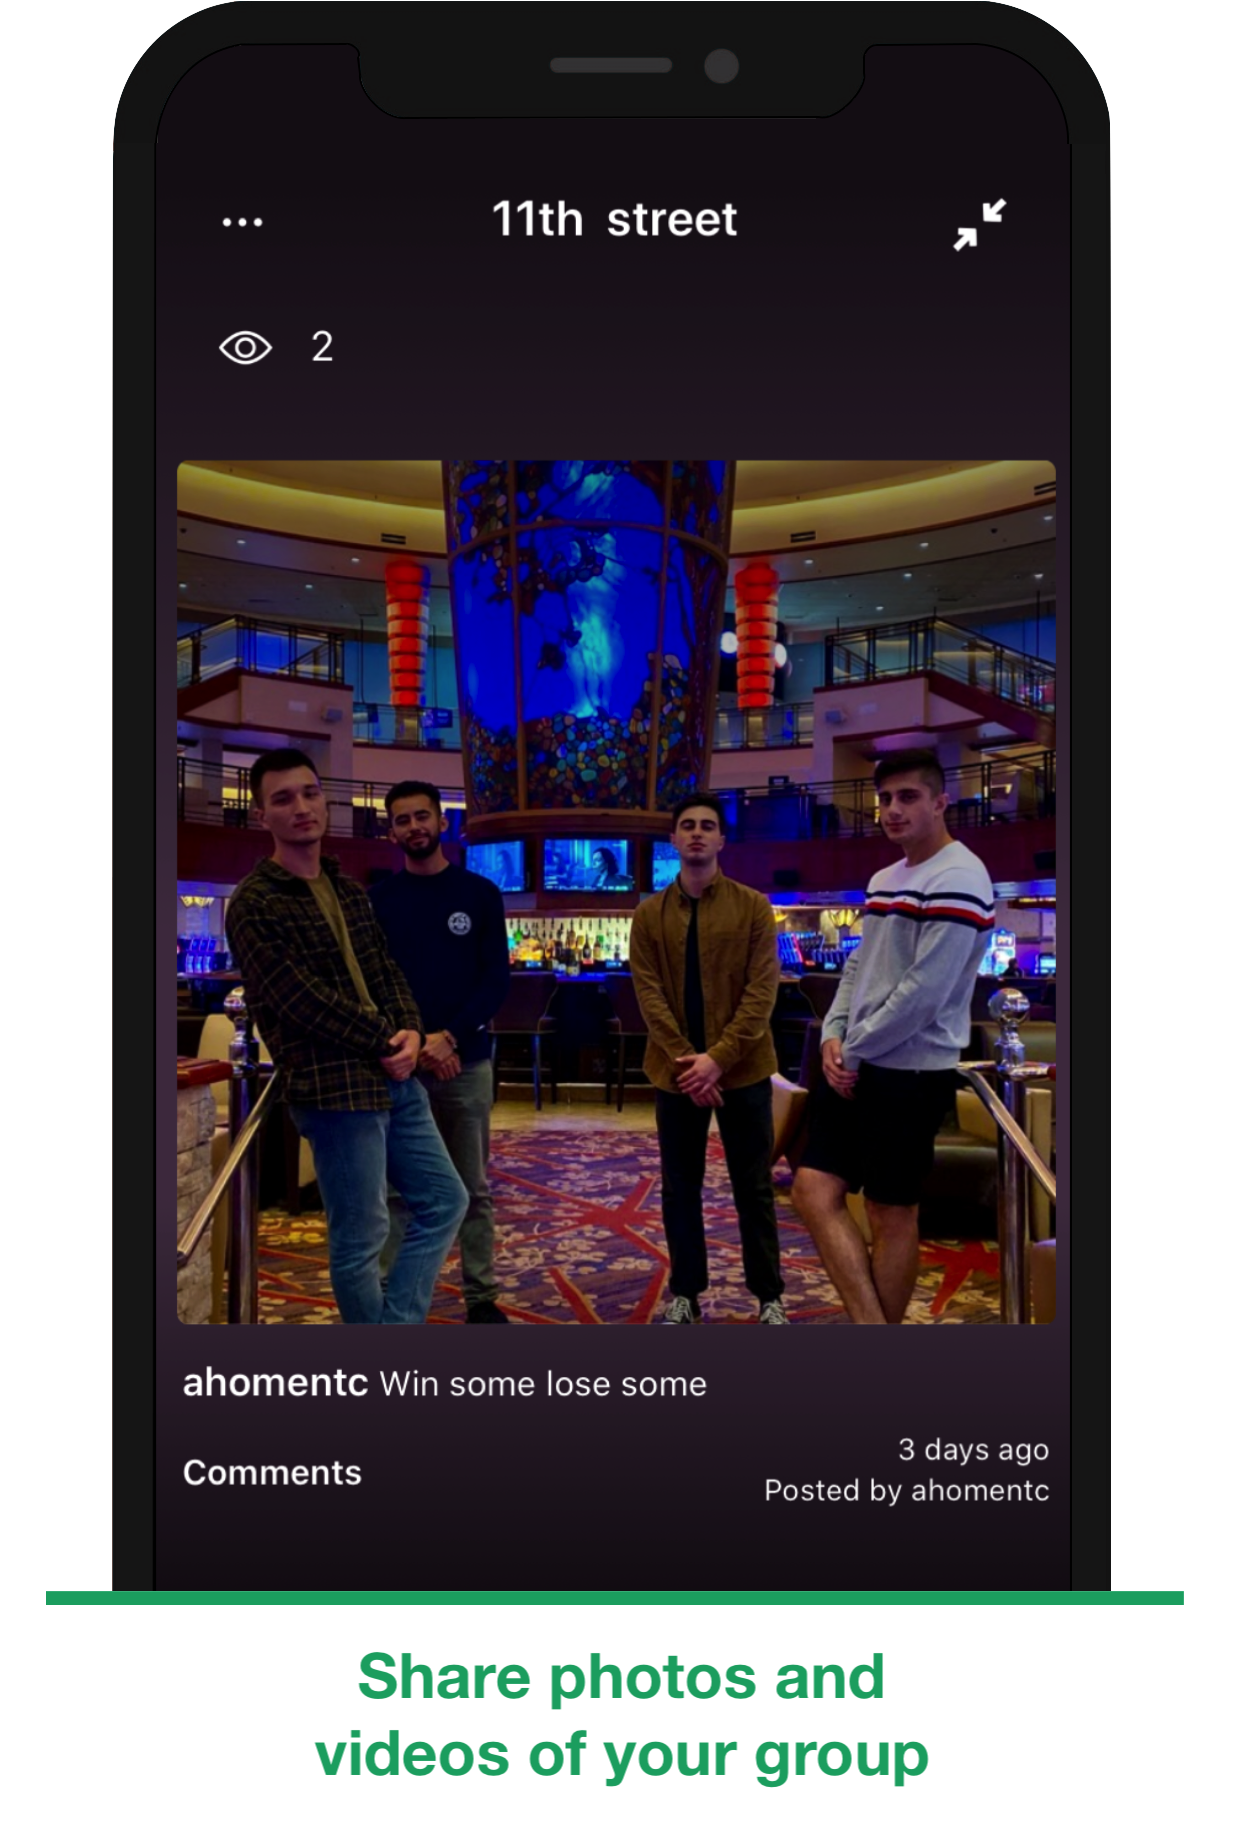 11th street
2
ahomentc Win some lose some
Comments
3 days ago
Posted by ahomentc
Share photos and
videos of your group